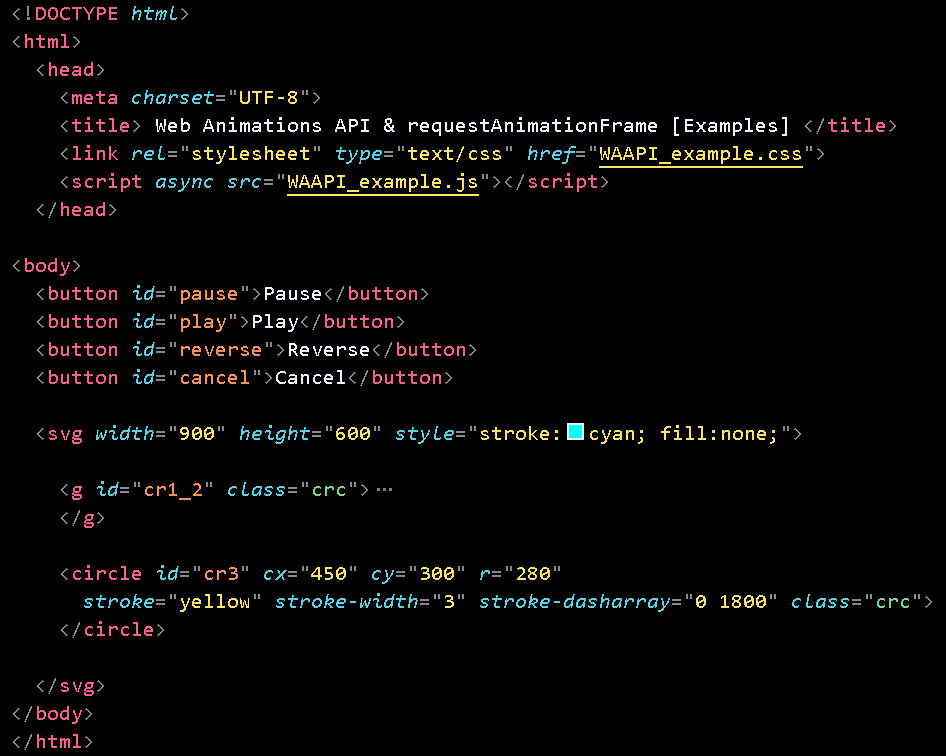 <!DOCTYPE html>
<html>
  <head>
    <meta charset="UTF-8">
    <title> Web Animations API & requestAnimationFrame [Examples] </title>
    <link rel="stylesheet" type="text/css" href="WAAPI_example.css">
    <script async src="WAAPI_example.js"></script>
  </head>

<body>
  <button id="pause">Pause</button>
  <button id="play">Play</button>
  <button id="reverse">Reverse</button>
  <button id="cancel">Cancel</button>

  <svg width="900" height="600" style="stroke:cyan; fill:none;">

    <g id="cr1_2" class="crc">···
    </g>

    <circle id="cr3" cx="450" cy="300" r="280"
      stroke="yellow" stroke-width="3" stroke-dasharray="0 1800" class="crc">
    </circle>

  </svg>
</body>
</html>